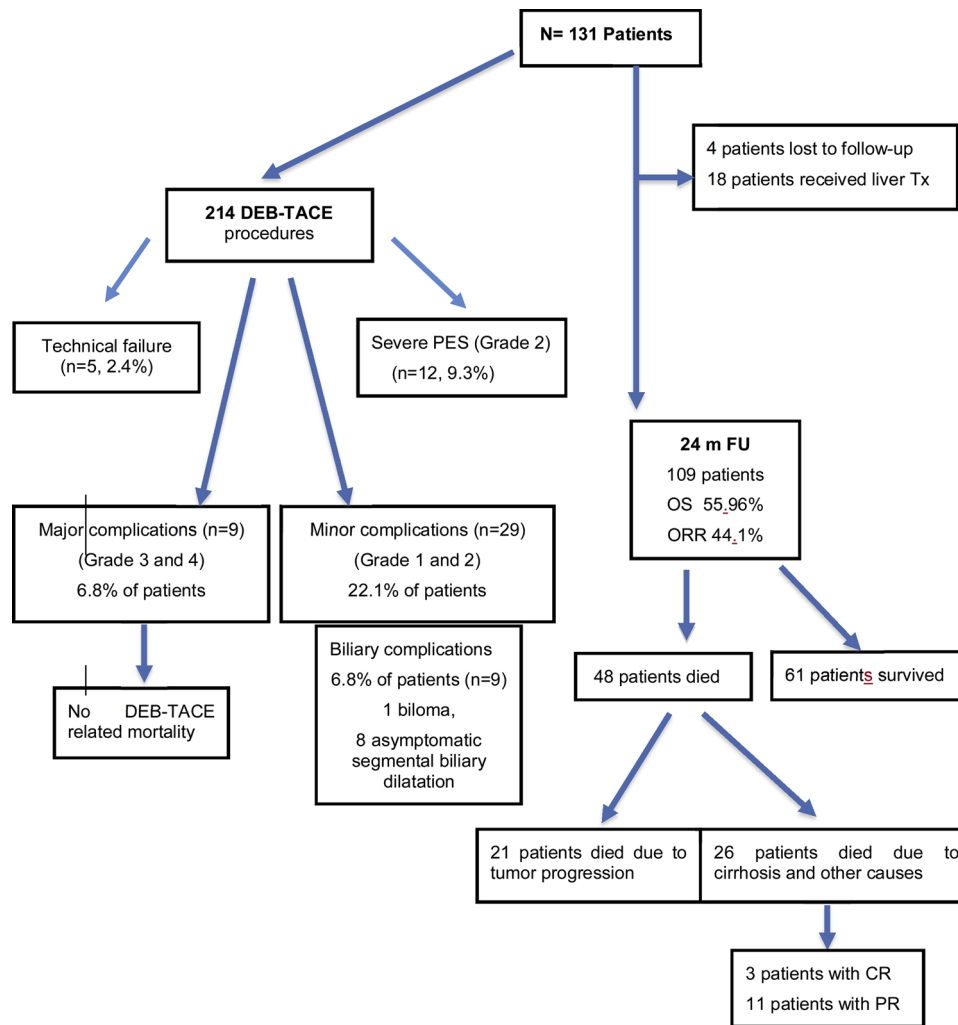 N= 131 Patients
4 patients lost to follow-up
18 patients received liver Tx
214 DEB-TACE
procedures
Technical failure
(n=5, 2.4%)
Severe PES (Grade 2)
(n=12, 9.3%)
24 m FU
109 patients
OS 55.96%
ORR 44.1%
Major complications (n=9)
(Grade 3 and 4)
6.8% of patients
Minor complications (n=29)
(Grade 1 and 2)
22.1% of patients
Biliary complications
6.8% of patients (n=9)
1 biloma,
8 asymptomatic
segmental biliary
dilatation
No DEB-TACE
related mortality
48 patients died
61 patients survived
21 patients died due to
tumor progression
26 patients died due to
cirrhosis and other causes
3 patients with CR
11 patients with PR